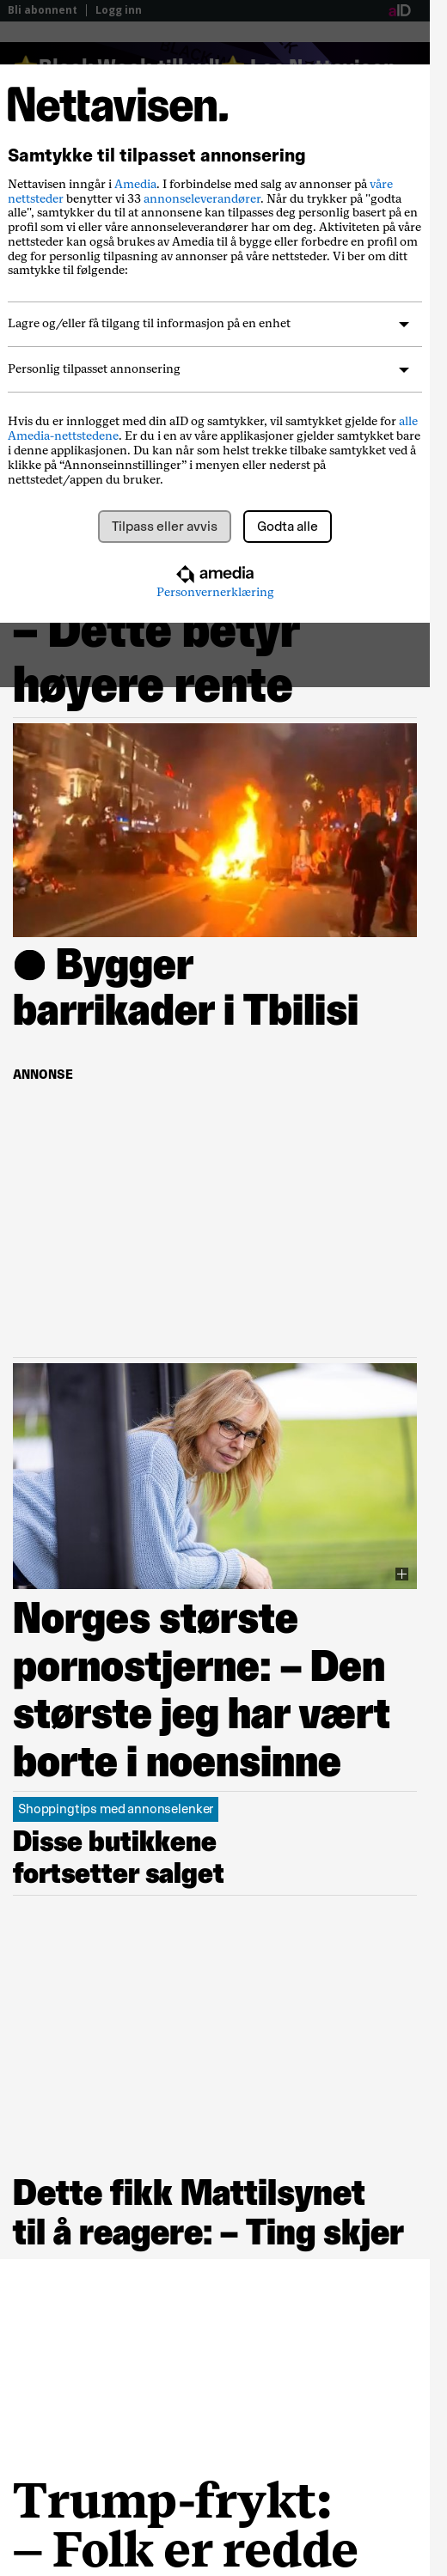 Bli abonnent | Logg inn
aID
Nettavisen.
Samtykke til tilpasset annonsering
Nettavisen inngår i Amedia. I forbindelse med salg av annonser på våre
nettsteder benytter vi 33 annonseleverandører. Når du trykker på "godta
alle", samtykker du til at annonsene kan tilpasses deg personlig basert på en
profil som vi eller våre annonseleverandører har om deg. Aktiviteten på våre
nettsteder kan også brukes av Amedia til å bygge eller forbedre en profil om
deg for personlig tilpasning av annonser på våre nettsteder. Vi ber om ditt
samtykke til følgende:
Lagre og/eller få tilgang til informasjon på en enhet
Personlig tilpasset annonsering
Hvis du er innlogget med din aID og samtykker, vil samtykket gjelde for alle
Amedia-nettstedene. Er du i en av våre applikasjoner gjelder samtykket bare
i denne applikasjonen. Du kan når som helst trekke tilbake samtykket ved å
klikke på “Annonseinnstillinger” i menyen eller nederst på
nettstedet/appen du bruker.
Tilpass eller avvis
Godta alle
amedia
Personvernerklæring
– Dette betyr
høyere rente
● Bygger
barrikader i Tbilisi
ANNONSE
Norges største
pornostjerne: – Den
største jeg har vært
borte i noensinne
Shoppingtips med annonselenker
Disse butikkene
fortsetter salget
Dette fikk Mattilsynet
til å reagere: – Ting skjer
Trump-frykt:
– Folk er redde